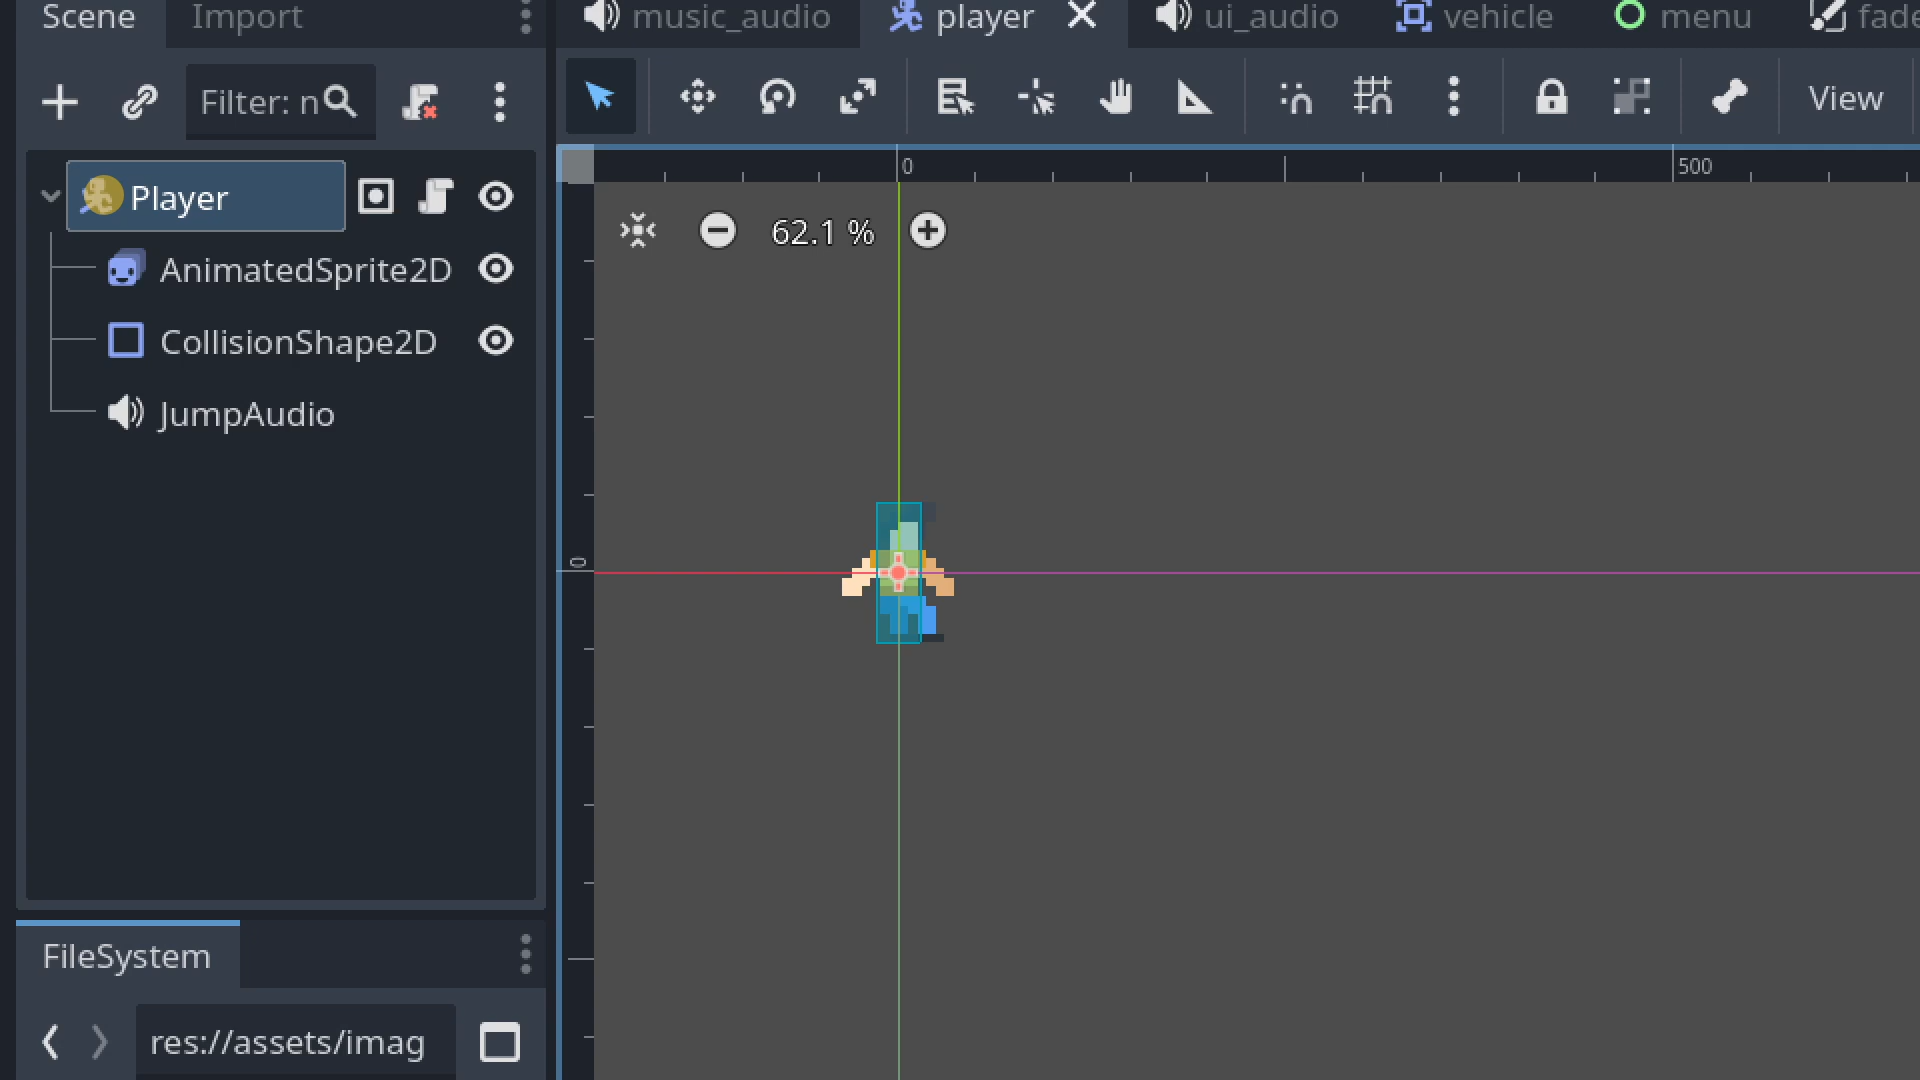 Scene Import
music_audio player ui_audio vehicle menu fade
Filter: n
View
Player
AnimatedSprite2D
CollisionShape2D
JumpAudio
0 500
62.1 %
0
FileSystem
res://assets/imag